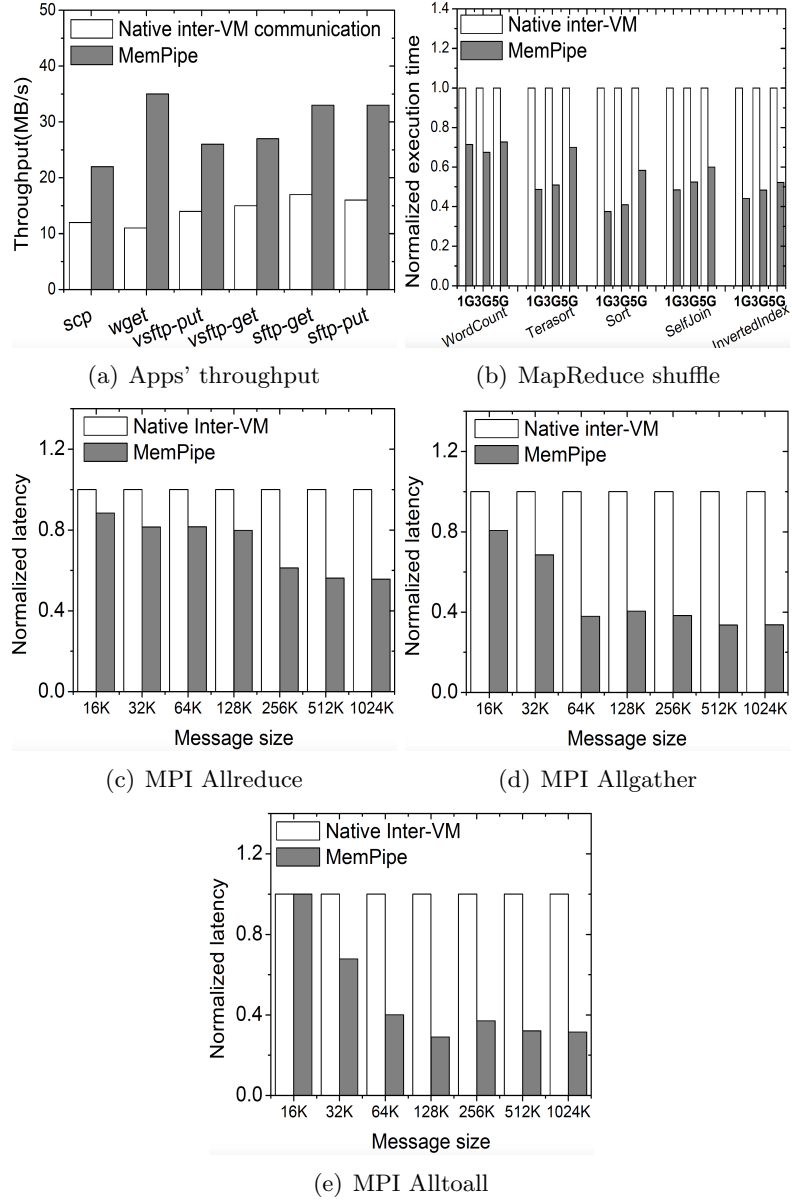 Native inter-VM communication
MemPipe
Throughput(MB/s)
50
40
30
20
10
0
scp
wget
vsftp-put
vsftp-get
sftp-get
sftp-put
(a) Apps' throughput
Native inter-VM
MemPipe
Normalized execution time
1.4
1.2
1.0
0.8
0.6
0.4
0.2
0.0
1G3G5G 1G3G5G 1G3G5G 1G3G5G 1G3G5G
WordCount
Terasort
Sort
SelfJoin
InvertedIndex
(b) MapReduce shuffle
Native Inter-VM
MemPipe
Normalized latency
1.2
0.8
0.4
0.0
16K 32K 64K 128K 256K 512K 1024K
Message size
(c) MPI Allreduce
Native inter-VM
MemPipe
Normalized latency
1.2
0.8
0.4
0.0
16K 32K 64K 128K 256K 512K 1024K
Message size
(d) MPI Allgather
Native Inter-VM
MemPipe
Normalized latency
1.2
0.8
0.4
0.0
16K 32K 64K 128K 256K 512K 1024K
Message size
(e) MPI Alltoall